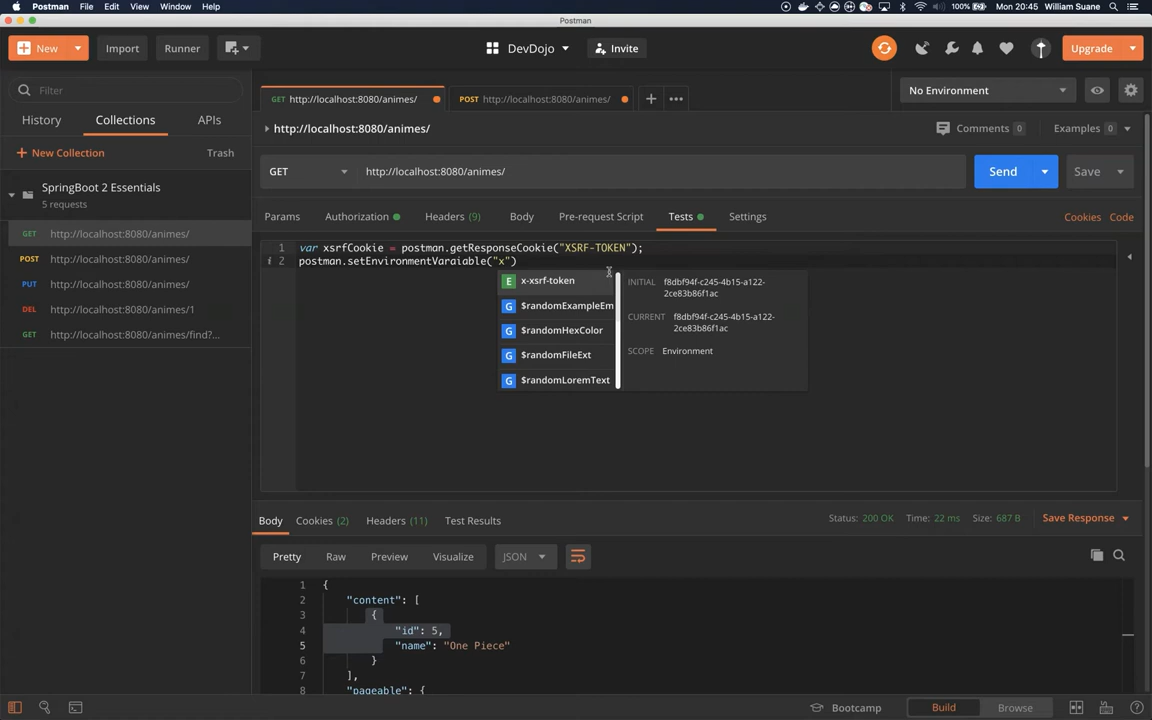 Postman File Edit View Window Help 100% Mon 20:45 William Suane
Postman
New Import Runner DevDojo Invite Upgrade
Filter
GET http://localhost:8080/animes/ POST http://localhost:8080/animes/ No Environment
History Collections APIs
http://localhost:8080/animes/ Comments 0 Examples 0
New Collection Trash
GET http://localhost:8080/animes/ Send Save
SpringBoot 2 Essentials
5 requests
Params Authorization Headers (9) Body Pre-request Script Tests Settings Cookies Code
GET http://localhost:8080/animes/
POST http://localhost:8080/animes/
PUT http://localhost:8080/animes/
DEL http://localhost:8080/animes/1
GET http://localhost:8080/animes/find?...
1 var xsrfCookie = postman.getResponseCookie("XSRF-TOKEN");
2 postman.setEnvironmentVaraiable("x")
E x-xsrf-token
G $randomExampleEm
G $randomHexColor
G $randomFileExt
G $randomLoremText
INITIAL f8dbf94f-c245-4b15-a122-
2ce83b86f1ac
CURRENT f8dbf94f-c245-4b15-a122-
2ce83b86f1ac
SCOPE Environment
Body Cookies (2) Headers (11) Test Results Status: 200 OK Time: 22 ms Size: 687 B Save Response
Pretty Raw Preview Visualize JSON
1 {
2 "content": [
3 {
4 "id": 5,
5 "name": "One Piece"
6 }
7 ],
8 "pageable": {
Bootcamp Build Browse